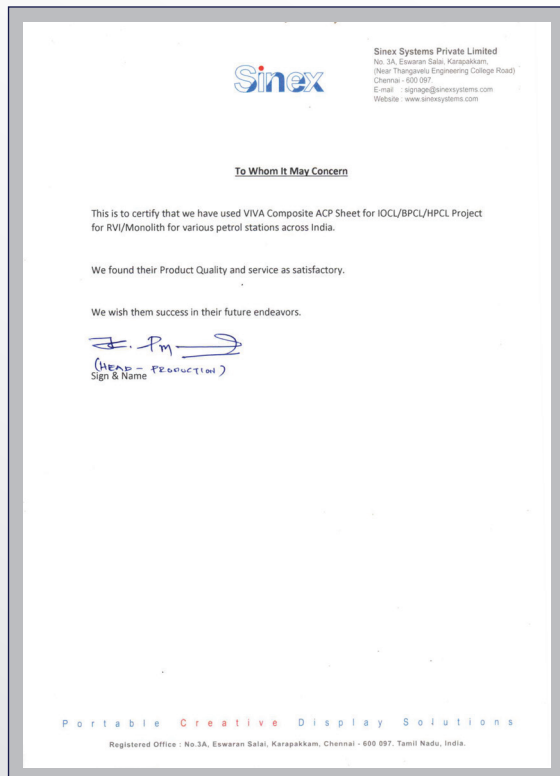 Sinex
Sinex Systems Private Limited
No. 3A, Eswaran Salai, Karapakkam,
(Near Thangavelu Engineering College Road)
Chennai - 600 097.
E-mail : signage@sinexsystems.com
Website : www.sinexsystems.com
To Whom It May Concern
This is to certify that we have used VIVA Composite ACP Sheet for IOCL/BPCL/HPCL Project
for RVI/Monolith for various petrol stations across India.
We found their Product Quality and service as satisfactory.
We wish them success in their future endeavors.
(HEAD - PRODUCTION)
Sign & Name
Portable Creative Display Solutions
Registered Office : No.3A, Eswaran Salai, Karapakkam, Chennai - 600 097. Tamil Nadu, India.